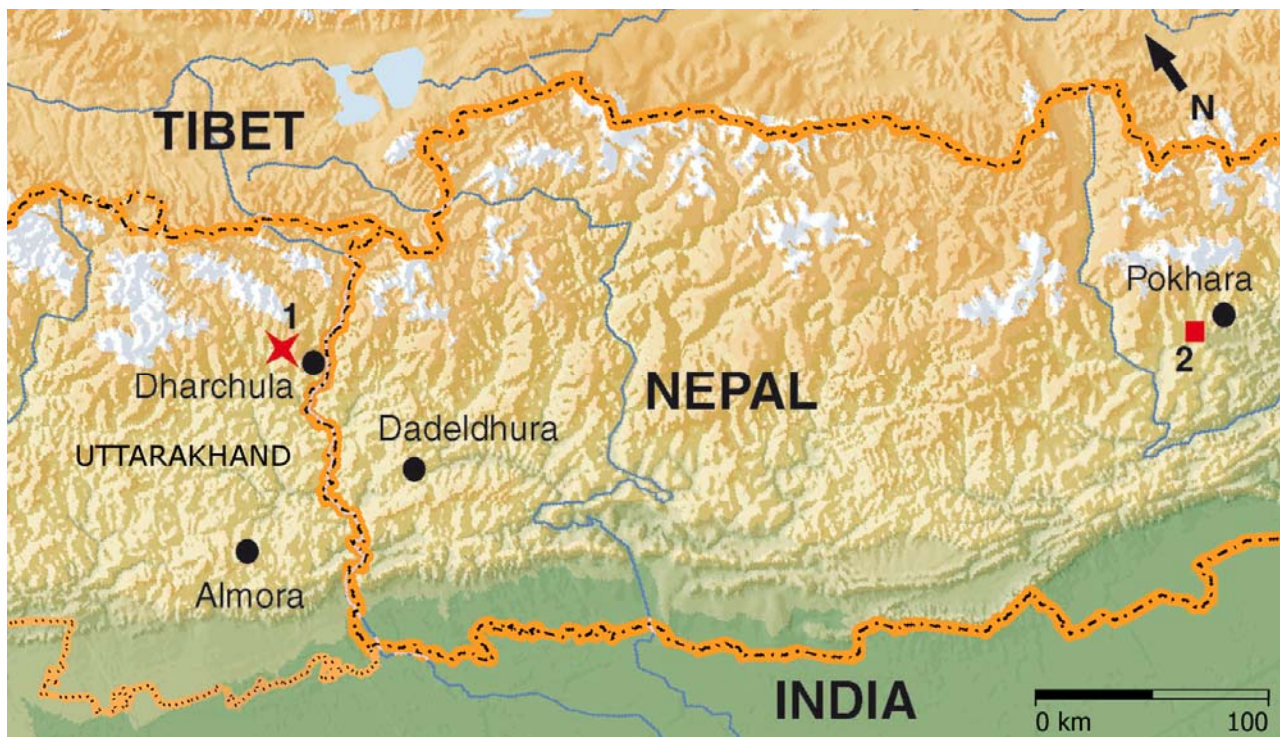 TIBET
N
Pokhara
1
2
Dharchula
NEPAL
Dadeldhura
UTTARAKHAND
Almora
INDIA
0 km 100